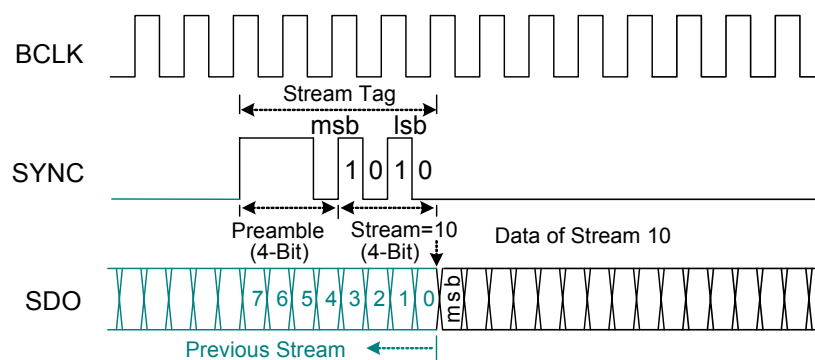 BCLK
Stream Tag
msb lsb
SYNC
1 0 1 0
Preamble
(4-Bit)
Stream=10
(4-Bit)
Data of Stream 10
SDO
7 6 5 4 3 2 1 0
msb
Previous Stream